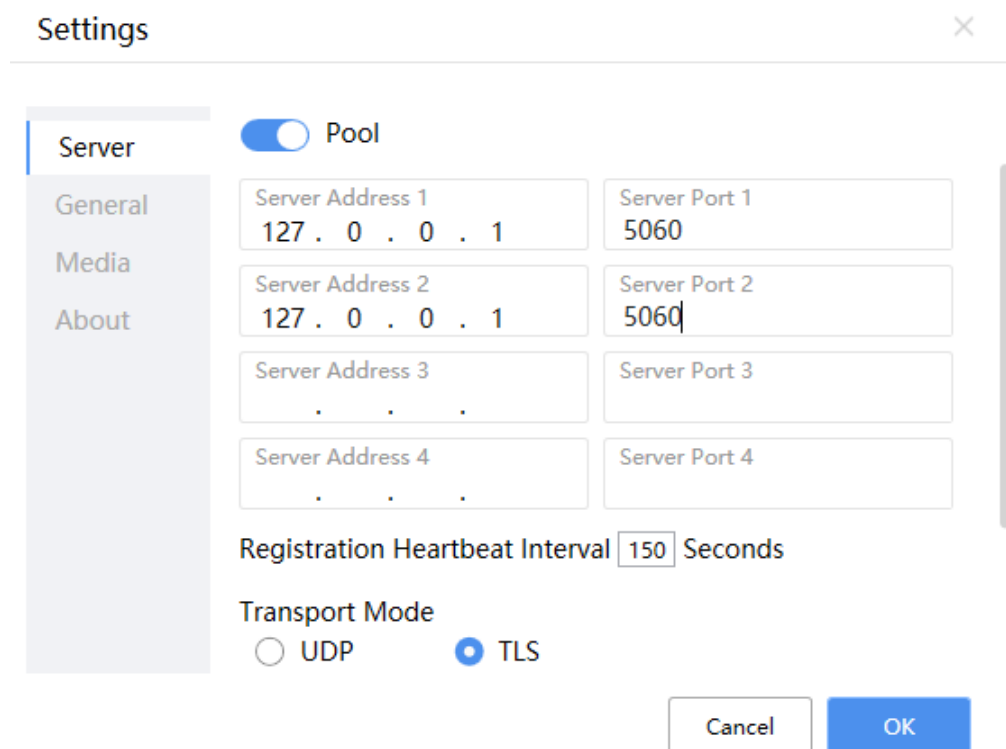 Settings
Server
General
Media
About
Pool
Server Address 1
127 . 0 . 0 . 1
Server Port 1
5060
Server Address 2
127 . 0 . 0 . 1
Server Port 2
5060
Server Address 3
. . .
Server Port 3
Server Address 4
. . .
Server Port 4
Registration Heartbeat Interval 150 Seconds
Transport Mode
UDP TLS
Cancel OK